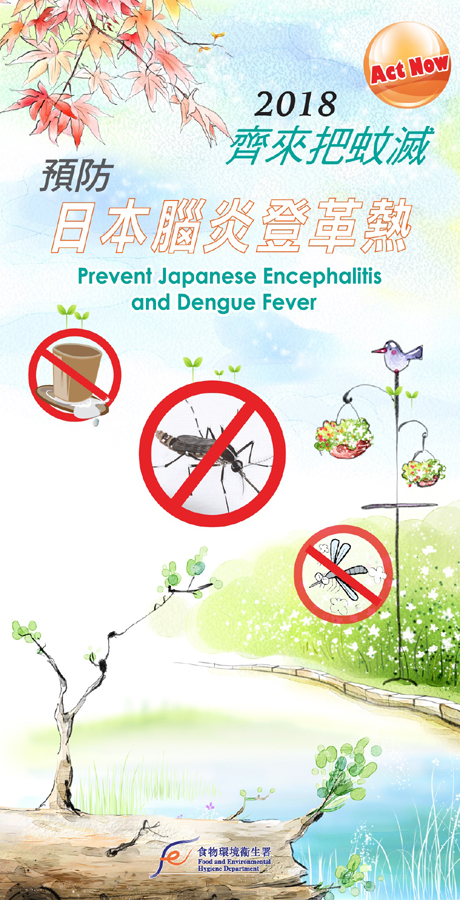 Act Now
2018
齊來把蚊滅
預防
日本腦炎登革熱
Prevent Japanese Encephalitis
and Dengue Fever
食物環境衞生署
Food and Environmental
Hygiene Department